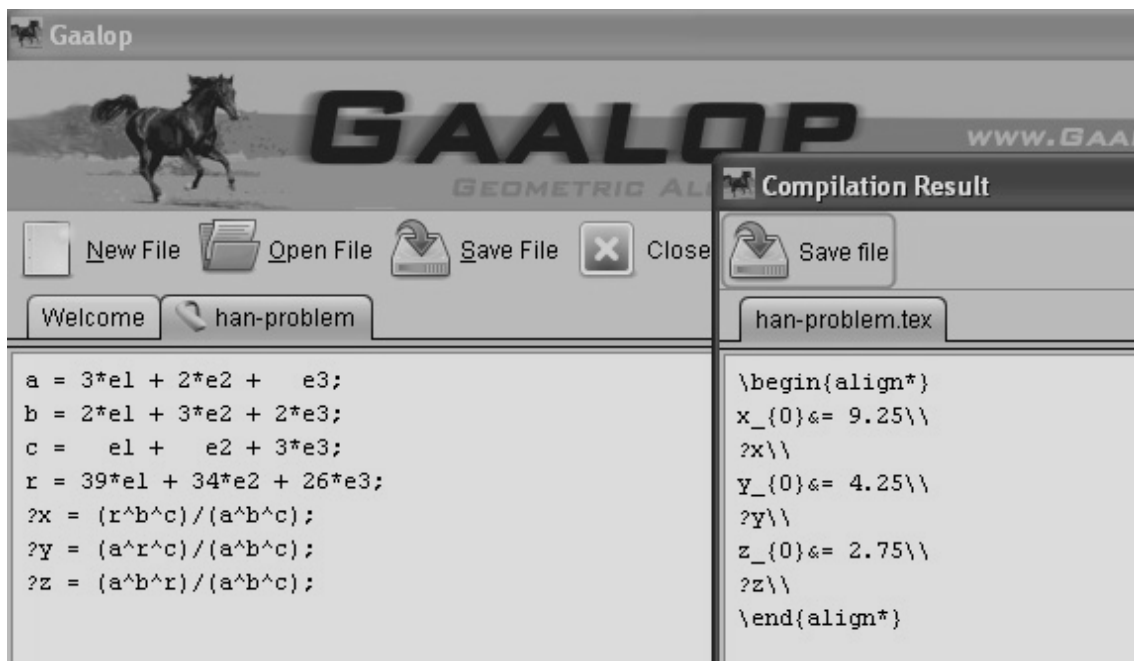 Gaalop
GAALOP
www.GAAL
GEOMETRIC AL
Compilation Result
New File Open File Save File Close
Save file
Welcome han-problem
han-problem.tex
a = 3*e1 + 2*e2 +   e3;
b = 2*e1 + 3*e2 + 2*e3;
c =   e1 +   e2 + 3*e3;
r = 39*e1 + 34*e2 + 26*e3;
?x = (r^b^c)/(a^b^c);
?y = (a^r^c)/(a^b^c);
?z = (a^b^r)/(a^b^c);
\begin{align*}
x_{0}&= 9.25\\
?x\\
y_{0}&= 4.25\\
?y\\
z_{0}&= 2.75\\
?z\\
\end{align*}